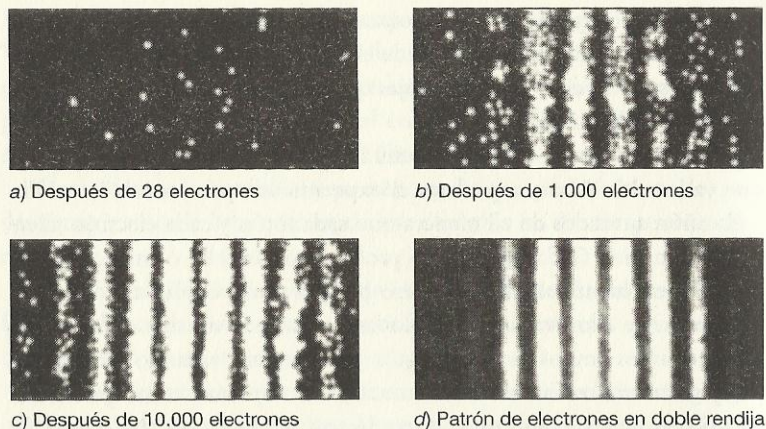 a) Después de 28 electrones
b) Después de 1.000 electrones
c) Después de 10.000 electrones
d) Patrón de electrones en doble rendija